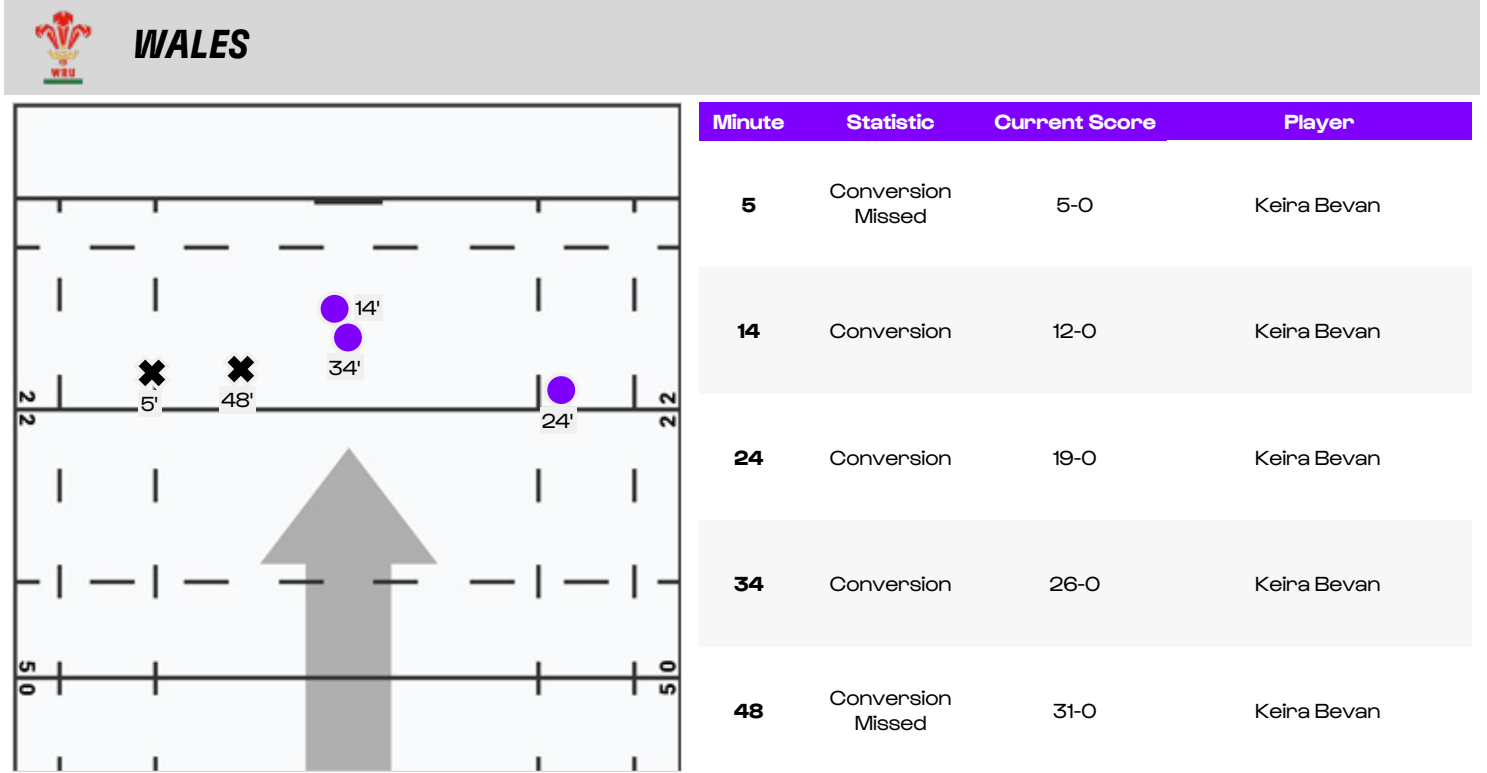 WRU
WALES
14'
34'
5'
48'
24'
22
22
50
50
Minute Statistic Current Score Player
5 Conversion Missed 5-0 Keira Bevan
14 Conversion 12-0 Keira Bevan
24 Conversion 19-0 Keira Bevan
34 Conversion 26-0 Keira Bevan
48 Conversion Missed 31-0 Keira Bevan